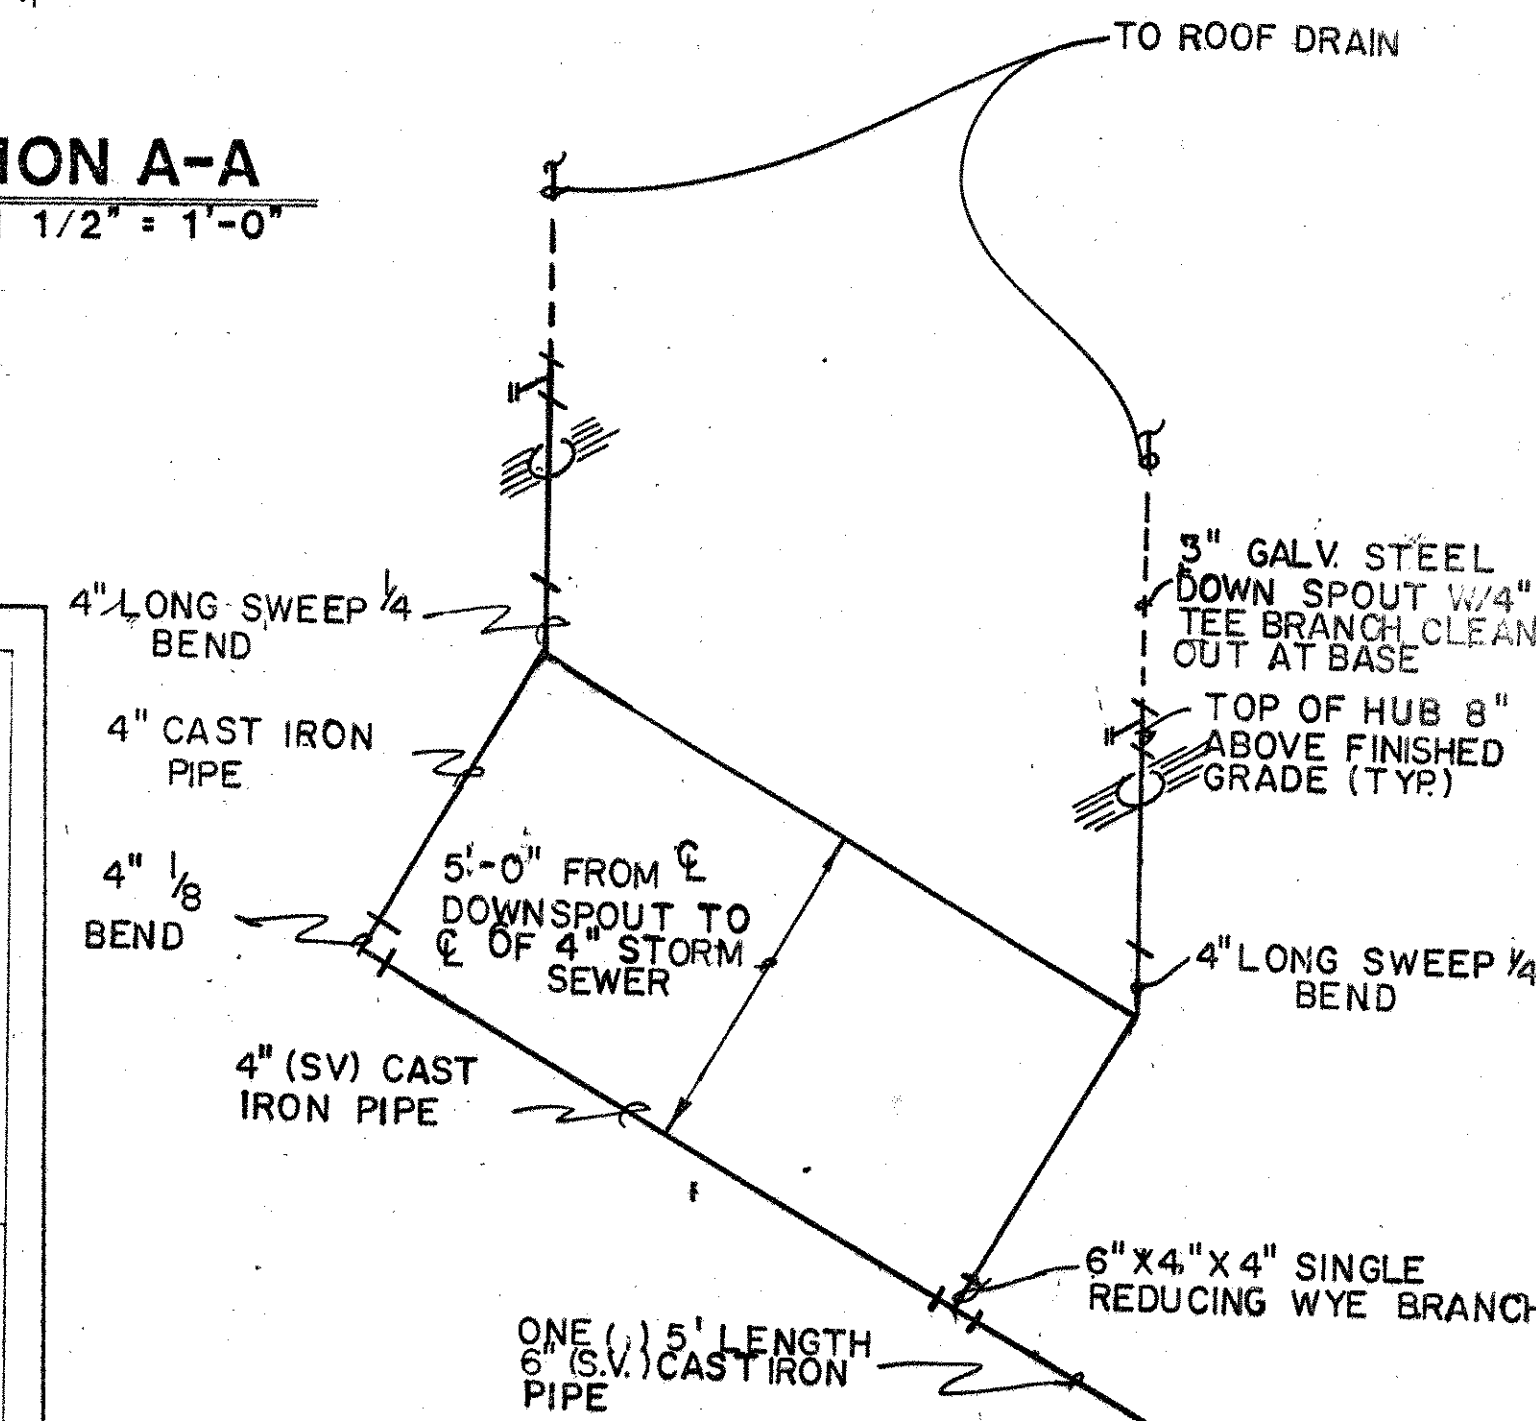 TO ROOF DRAIN
ION A-A
1/2" = 1'-0"
3" GALV. STEEL
DOWN SPOUT W/4"
TEE BRANCH CLEAN
OUT AT BASE
4" LONG SWEEP 1/4
BEND
TOP OF HUB 8"
ABOVE FINISHED
GRADE (TYP.)
4" CAST IRON
PIPE
4" 1/8
BEND
5'-0" FROM ℄
DOWNSPOUT TO
℄ OF 4" STORM
SEWER
4" LONG SWEEP 1/4
BEND
4" (SV) CAST
IRON PIPE
6" X 4" X 4" SINGLE
REDUCING WYE BRANCH
ONE ( ) 5' LENGTH
6" (S.V.) CAST IRON
PIPE